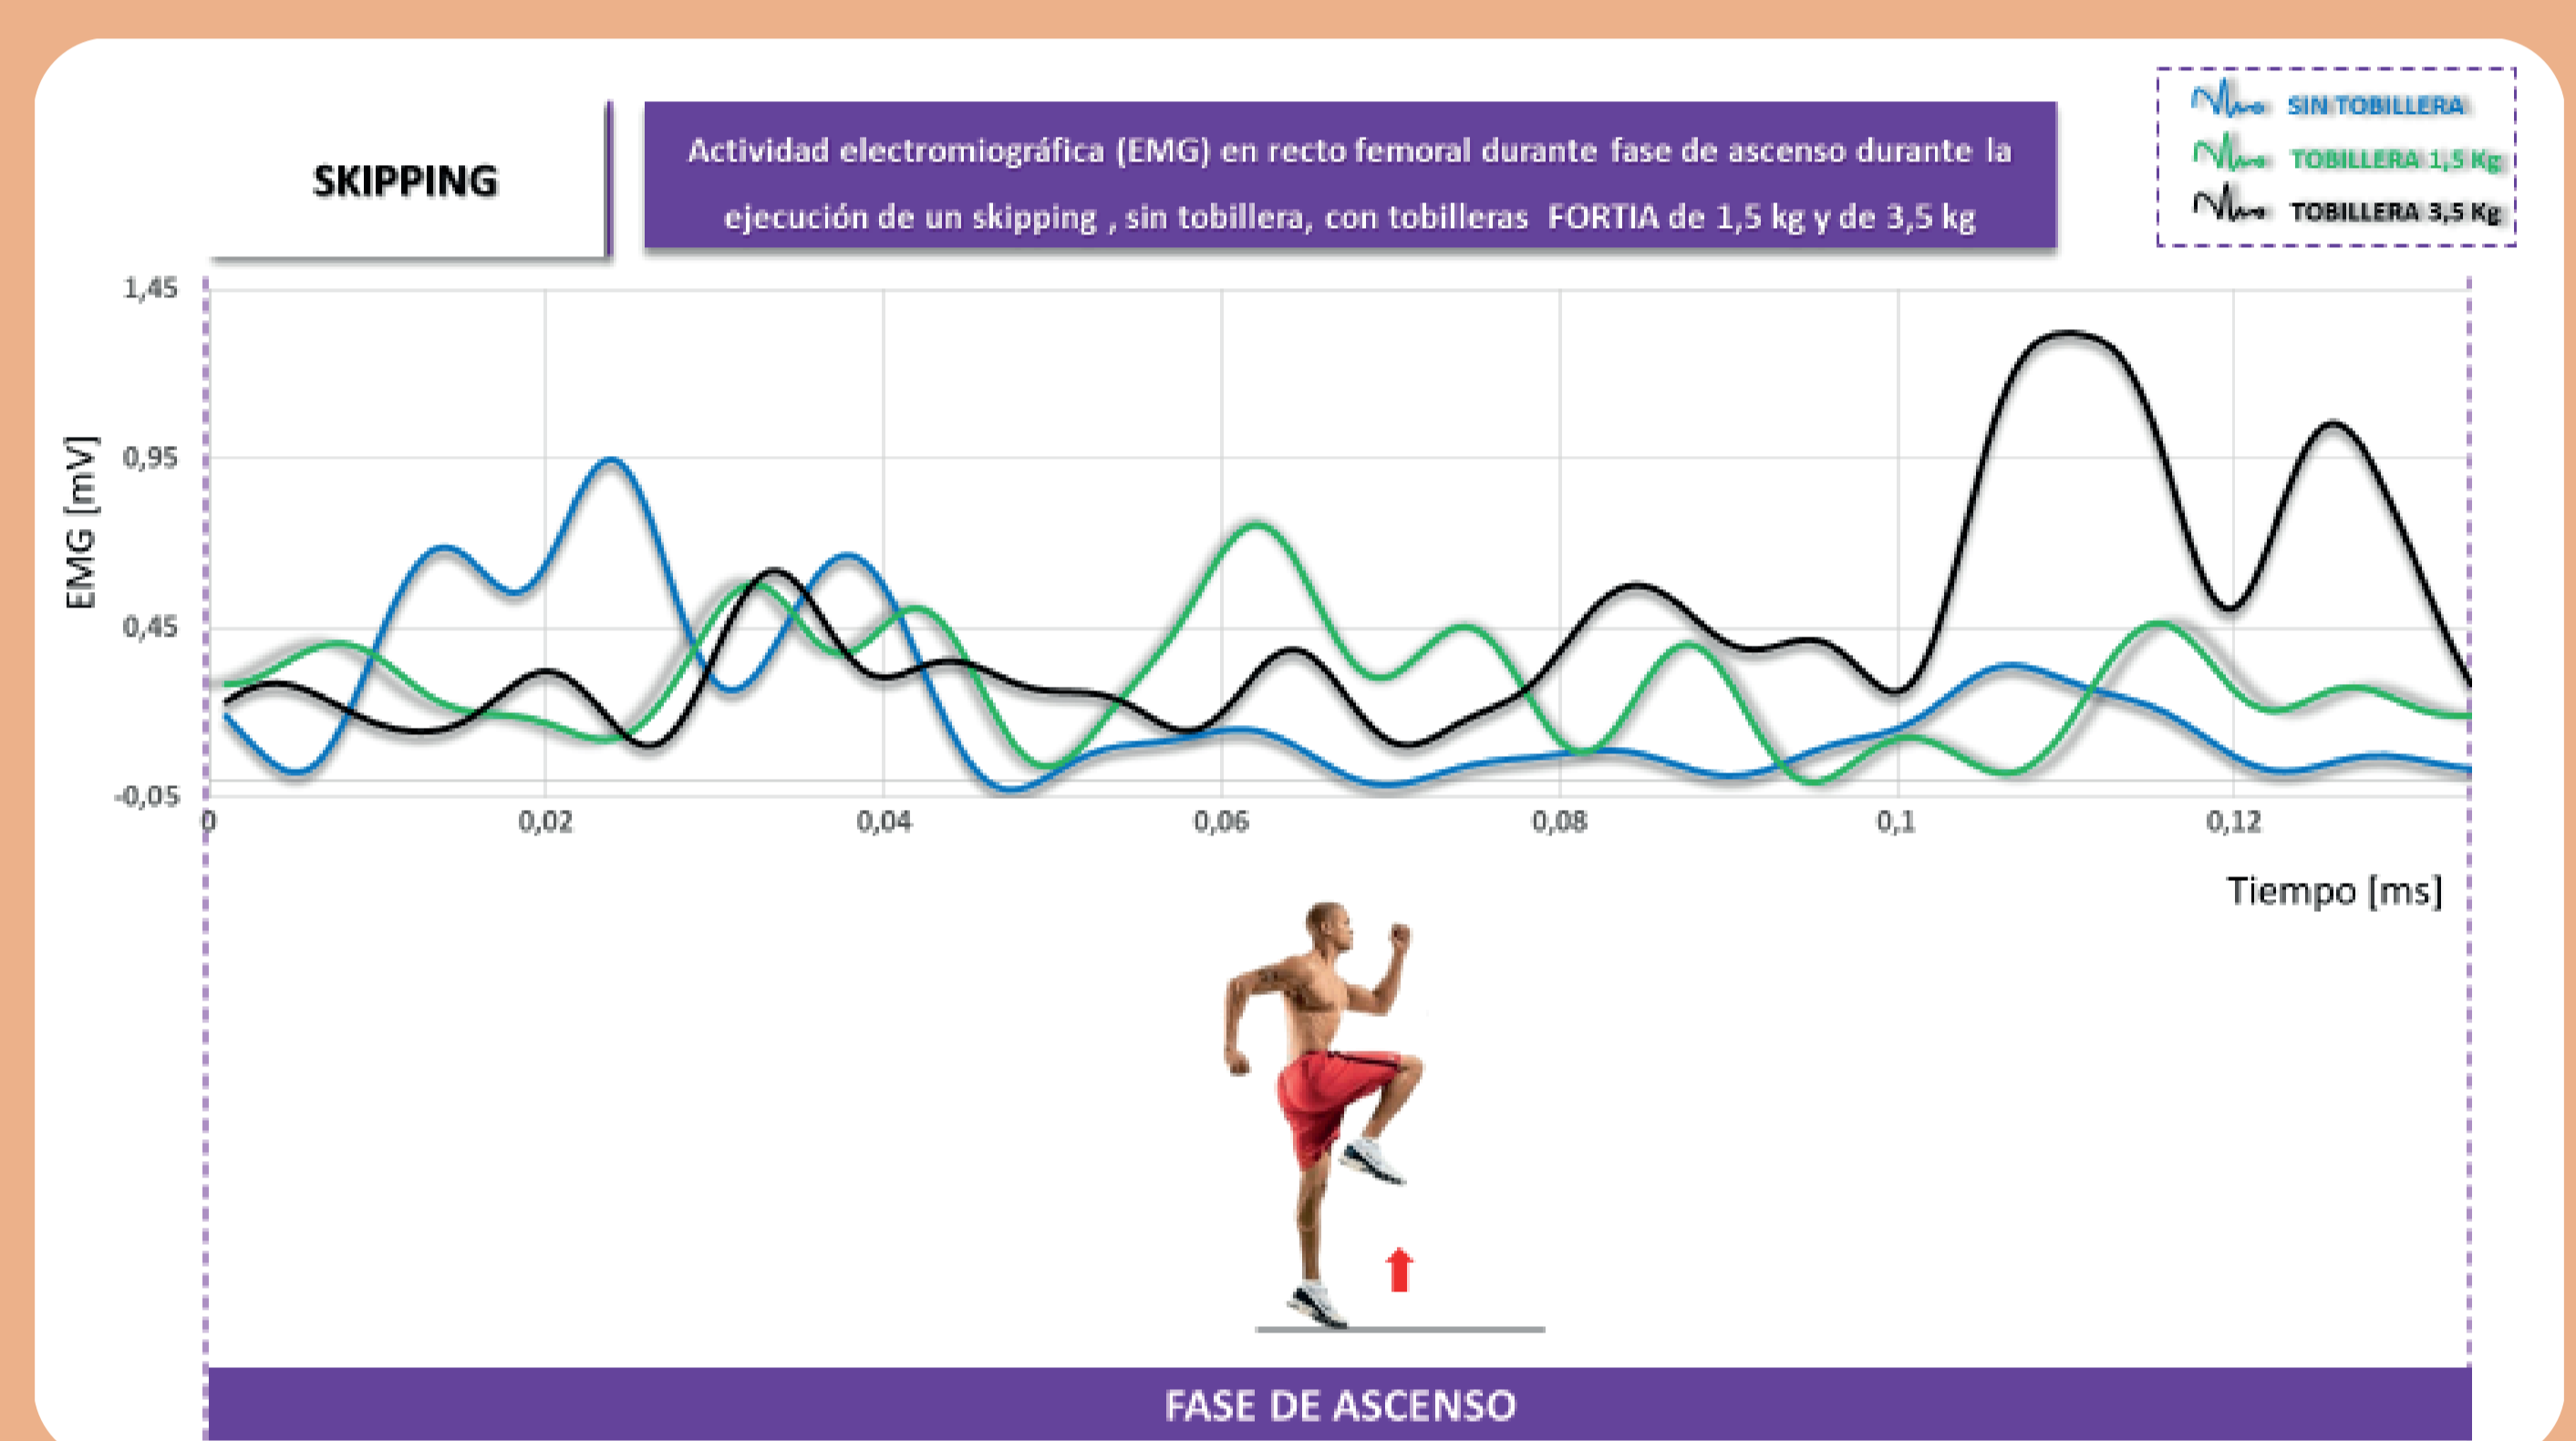 SKIPPING
Actividad electromiográfica (EMG) en recto femoral durante fase de ascenso durante la
ejecución de un skipping , sin tobillera, con tobilleras FORTIA de 1,5 kg y de 3,5 kg
SIN TOBILLERA
TOBILLERA 1,5 Kg
TOBILLERA 3,5 Kg
EMG [mV]
1,45
0,95
0,45
-0,05
0 0,02 0,04 0,06 0,08 0,1 0,12
Tiempo [ms]
FASE DE ASCENSO